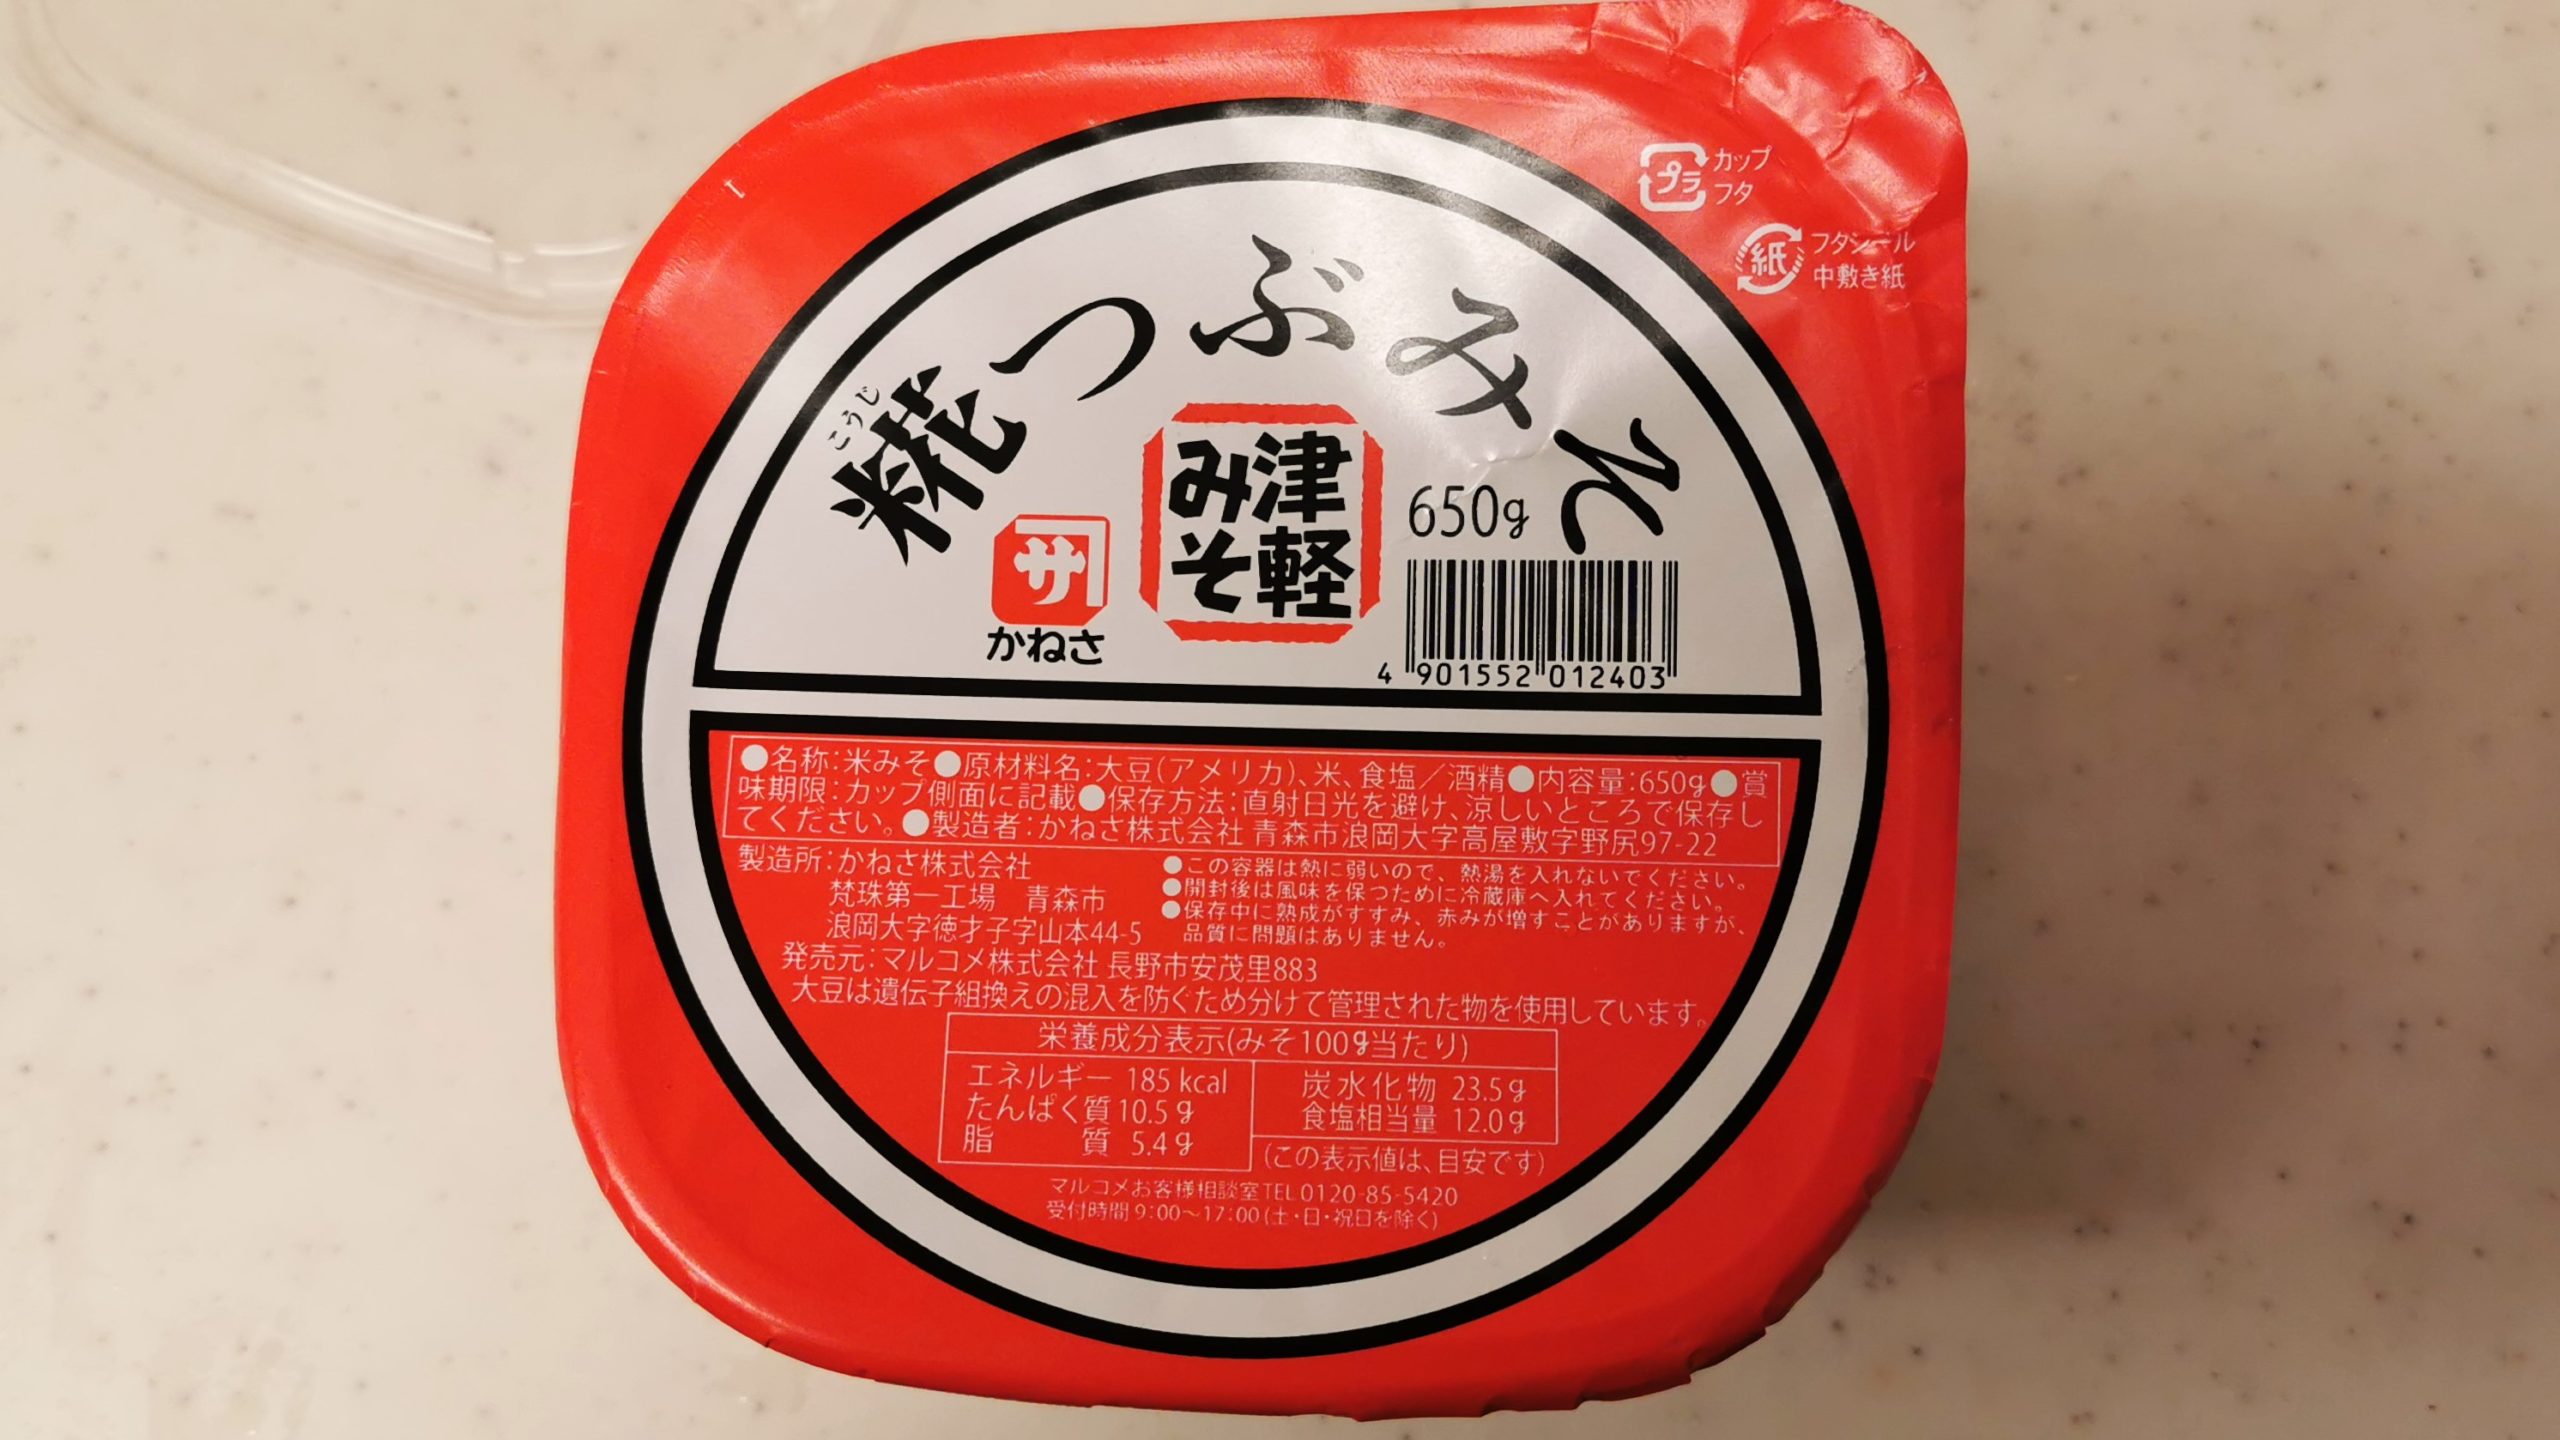 プラ カップ
フタ
紙 フタシール
中敷き紙
こうじ
糀つぶみそ
津軽
みそ
サ
かねさ
650g
4 901552 012403
●名称:米みそ●原材料名:大豆(アメリカ)、米、食塩／酒精●内容量:650g●賞
味期限:カップ側面に記載●保存方法:直射日光を避け、涼しいところで保存し
てください。●製造者:かねさ株式会社 青森市浪岡大字高屋敷字野尻97-22
製造所:かねさ株式会社
梵珠第一工場 青森市
浪岡大字徳才子字山本44-5
●この容器は熱に弱いので、熱湯を入れないでください。
●開封後は風味を保つために冷蔵庫へ入れてください。
●保存中に熟成がすすみ、赤みが増すことがありますが、
品質に問題はありません。
発売元:マルコメ株式会社 長野市安茂里883
大豆は遺伝子組換えの混入を防ぐため分けて管理された物を使用しています。
栄養成分表示(みそ100g当たり)
エネルギー 185 kcal
たんぱく質 10.5 g
脂 質 5.4 g
炭水化物 23.5 g
食塩相当量 12.0 g
(この表示値は、目安です)
マルコメお客様相談室 TEL 0120-85-5420
受付時間 9:00～17:00 (土・日・祝日を除く)